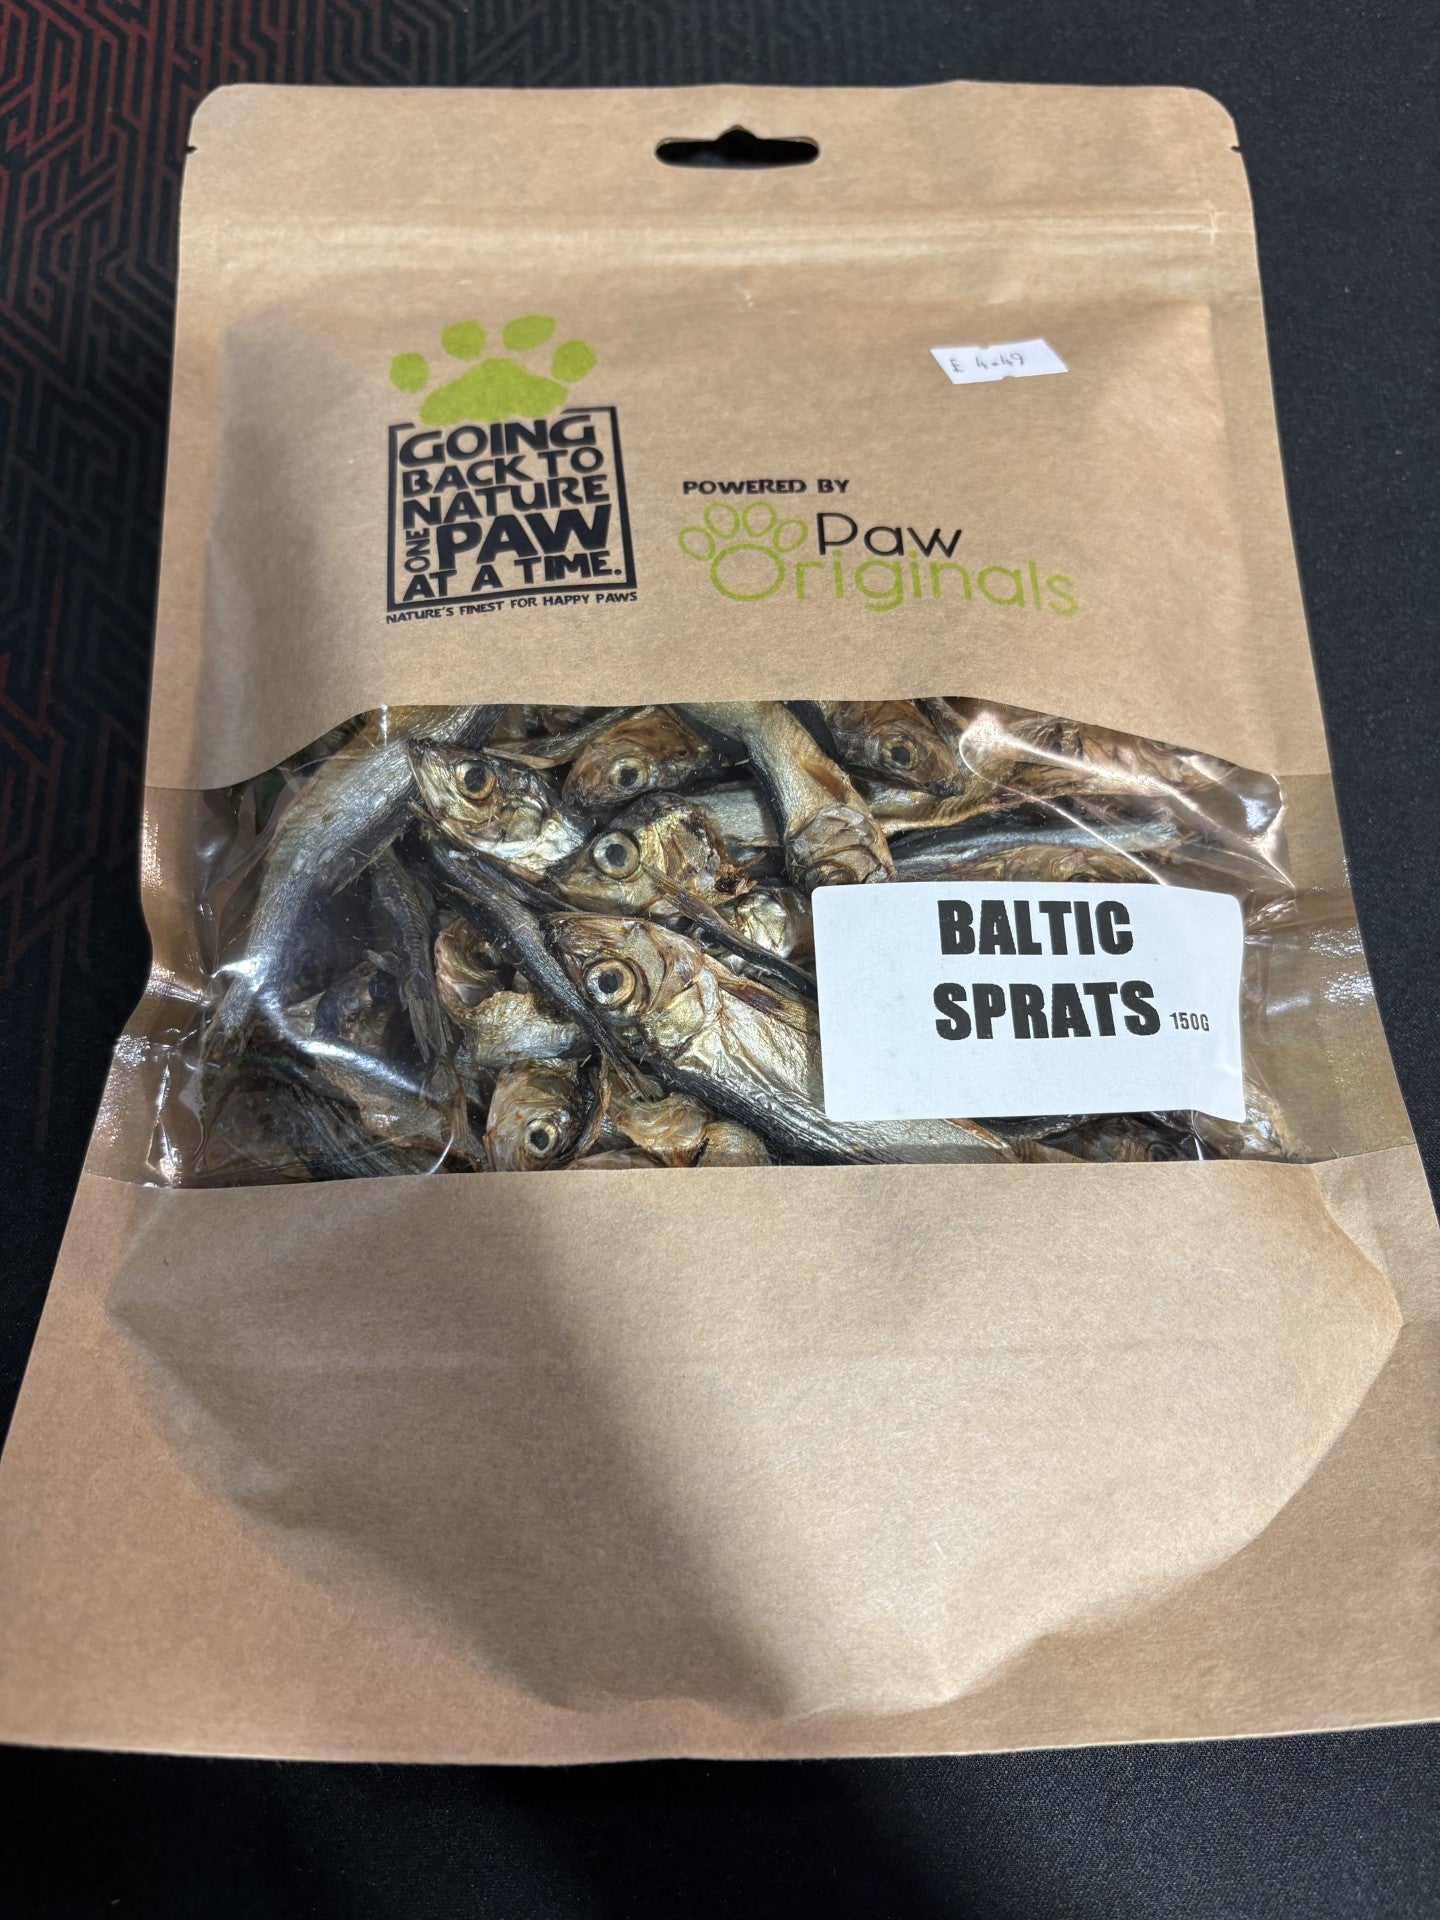 £ 4.49
GOING
BACK TO
NATURE
ONE PAW
AT A TIME.
NATURE'S FINEST FOR HAPPY PAWS
POWERED BY
Paw
Originals
BALTIC
SPRATS 150G